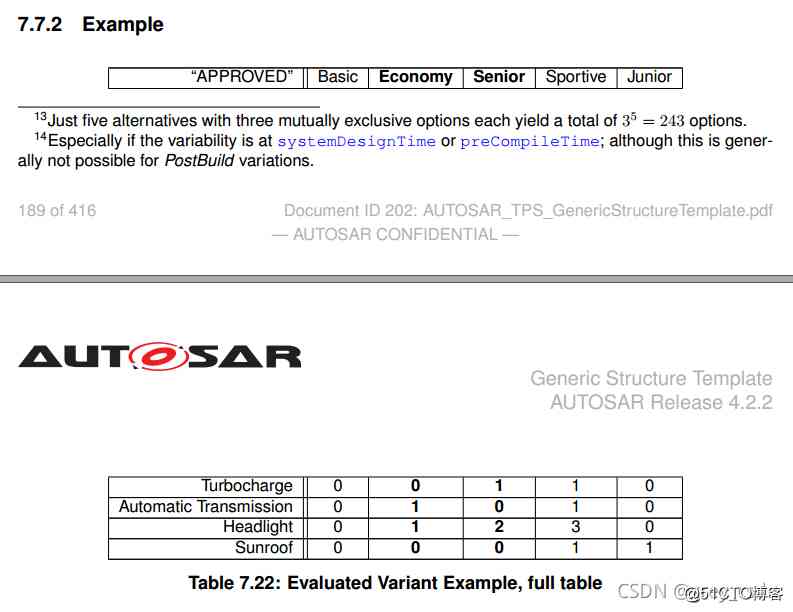 7.7.2 Example
"APPROVED" Basic Economy Senior Sportive Junior
13Just five alternatives with three mutually exclusive options each yield a total of 3^5 = 243 options.
14Especially if the variability is at systemDesignTime or preCompileTime; although this is gener-
ally not possible for PostBuild variations.
189 of 416 Document ID 202: AUTOSAR_TPS_GenericStructureTemplate.pdf
— AUTOSAR CONFIDENTIAL —
AUTOSAR
Generic Structure Template
AUTOSAR Release 4.2.2
Turbocharge 0 0 1 1 0
Automatic Transmission 0 1 0 1 0
Headlight 0 1 2 3 0
Sunroof 0 0 0 1 1
Table 7.22: Evaluated Variant Example, full table
CSDN @51CTO博客